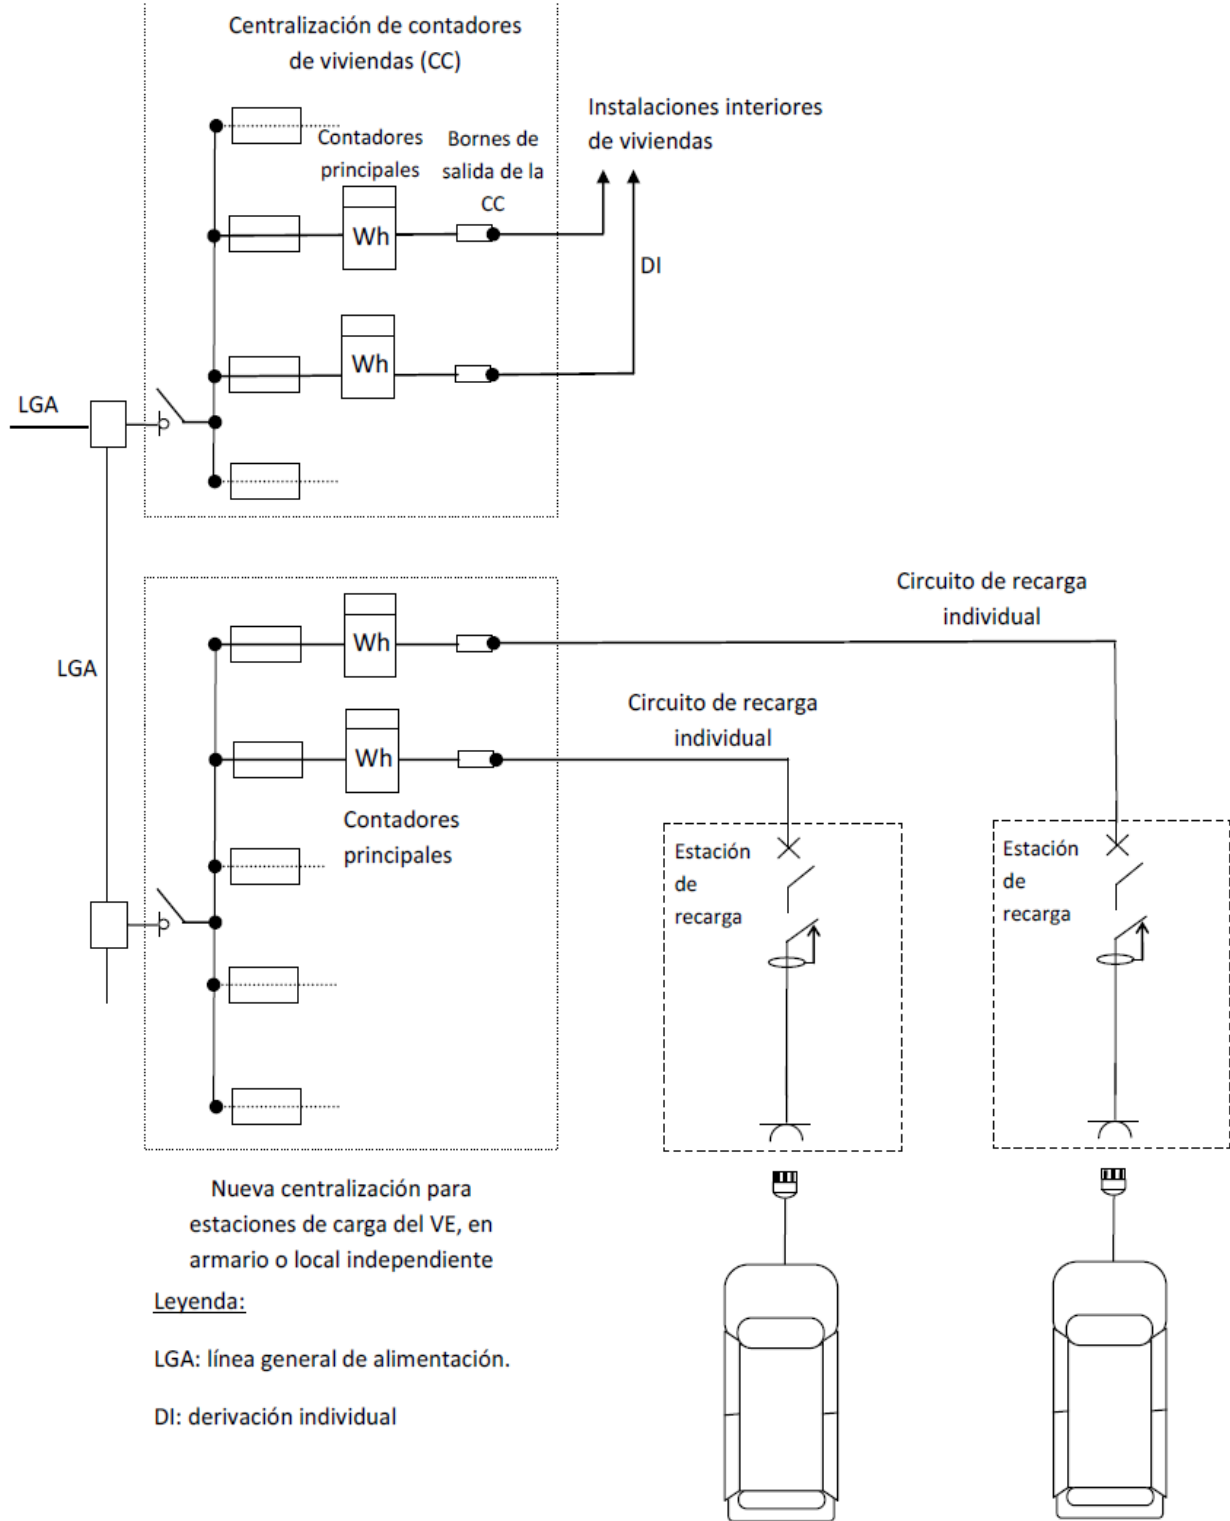 Centralización de contadores
de viviendas (CC)
Instalaciones interiores
de viviendas
Contadores
principales
Bornes de
salida de la
CC
Wh
DI
Wh
LGA
Circuito de recarga
individual
Wh
LGA
Circuito de recarga
individual
Wh
Contadores
principales
Estación
de
recarga
Estación
de
recarga
Nueva centralización para
estaciones de carga del VE, en
armario o local independiente
Leyenda:
LGA: línea general de alimentación.
DI: derivación individual